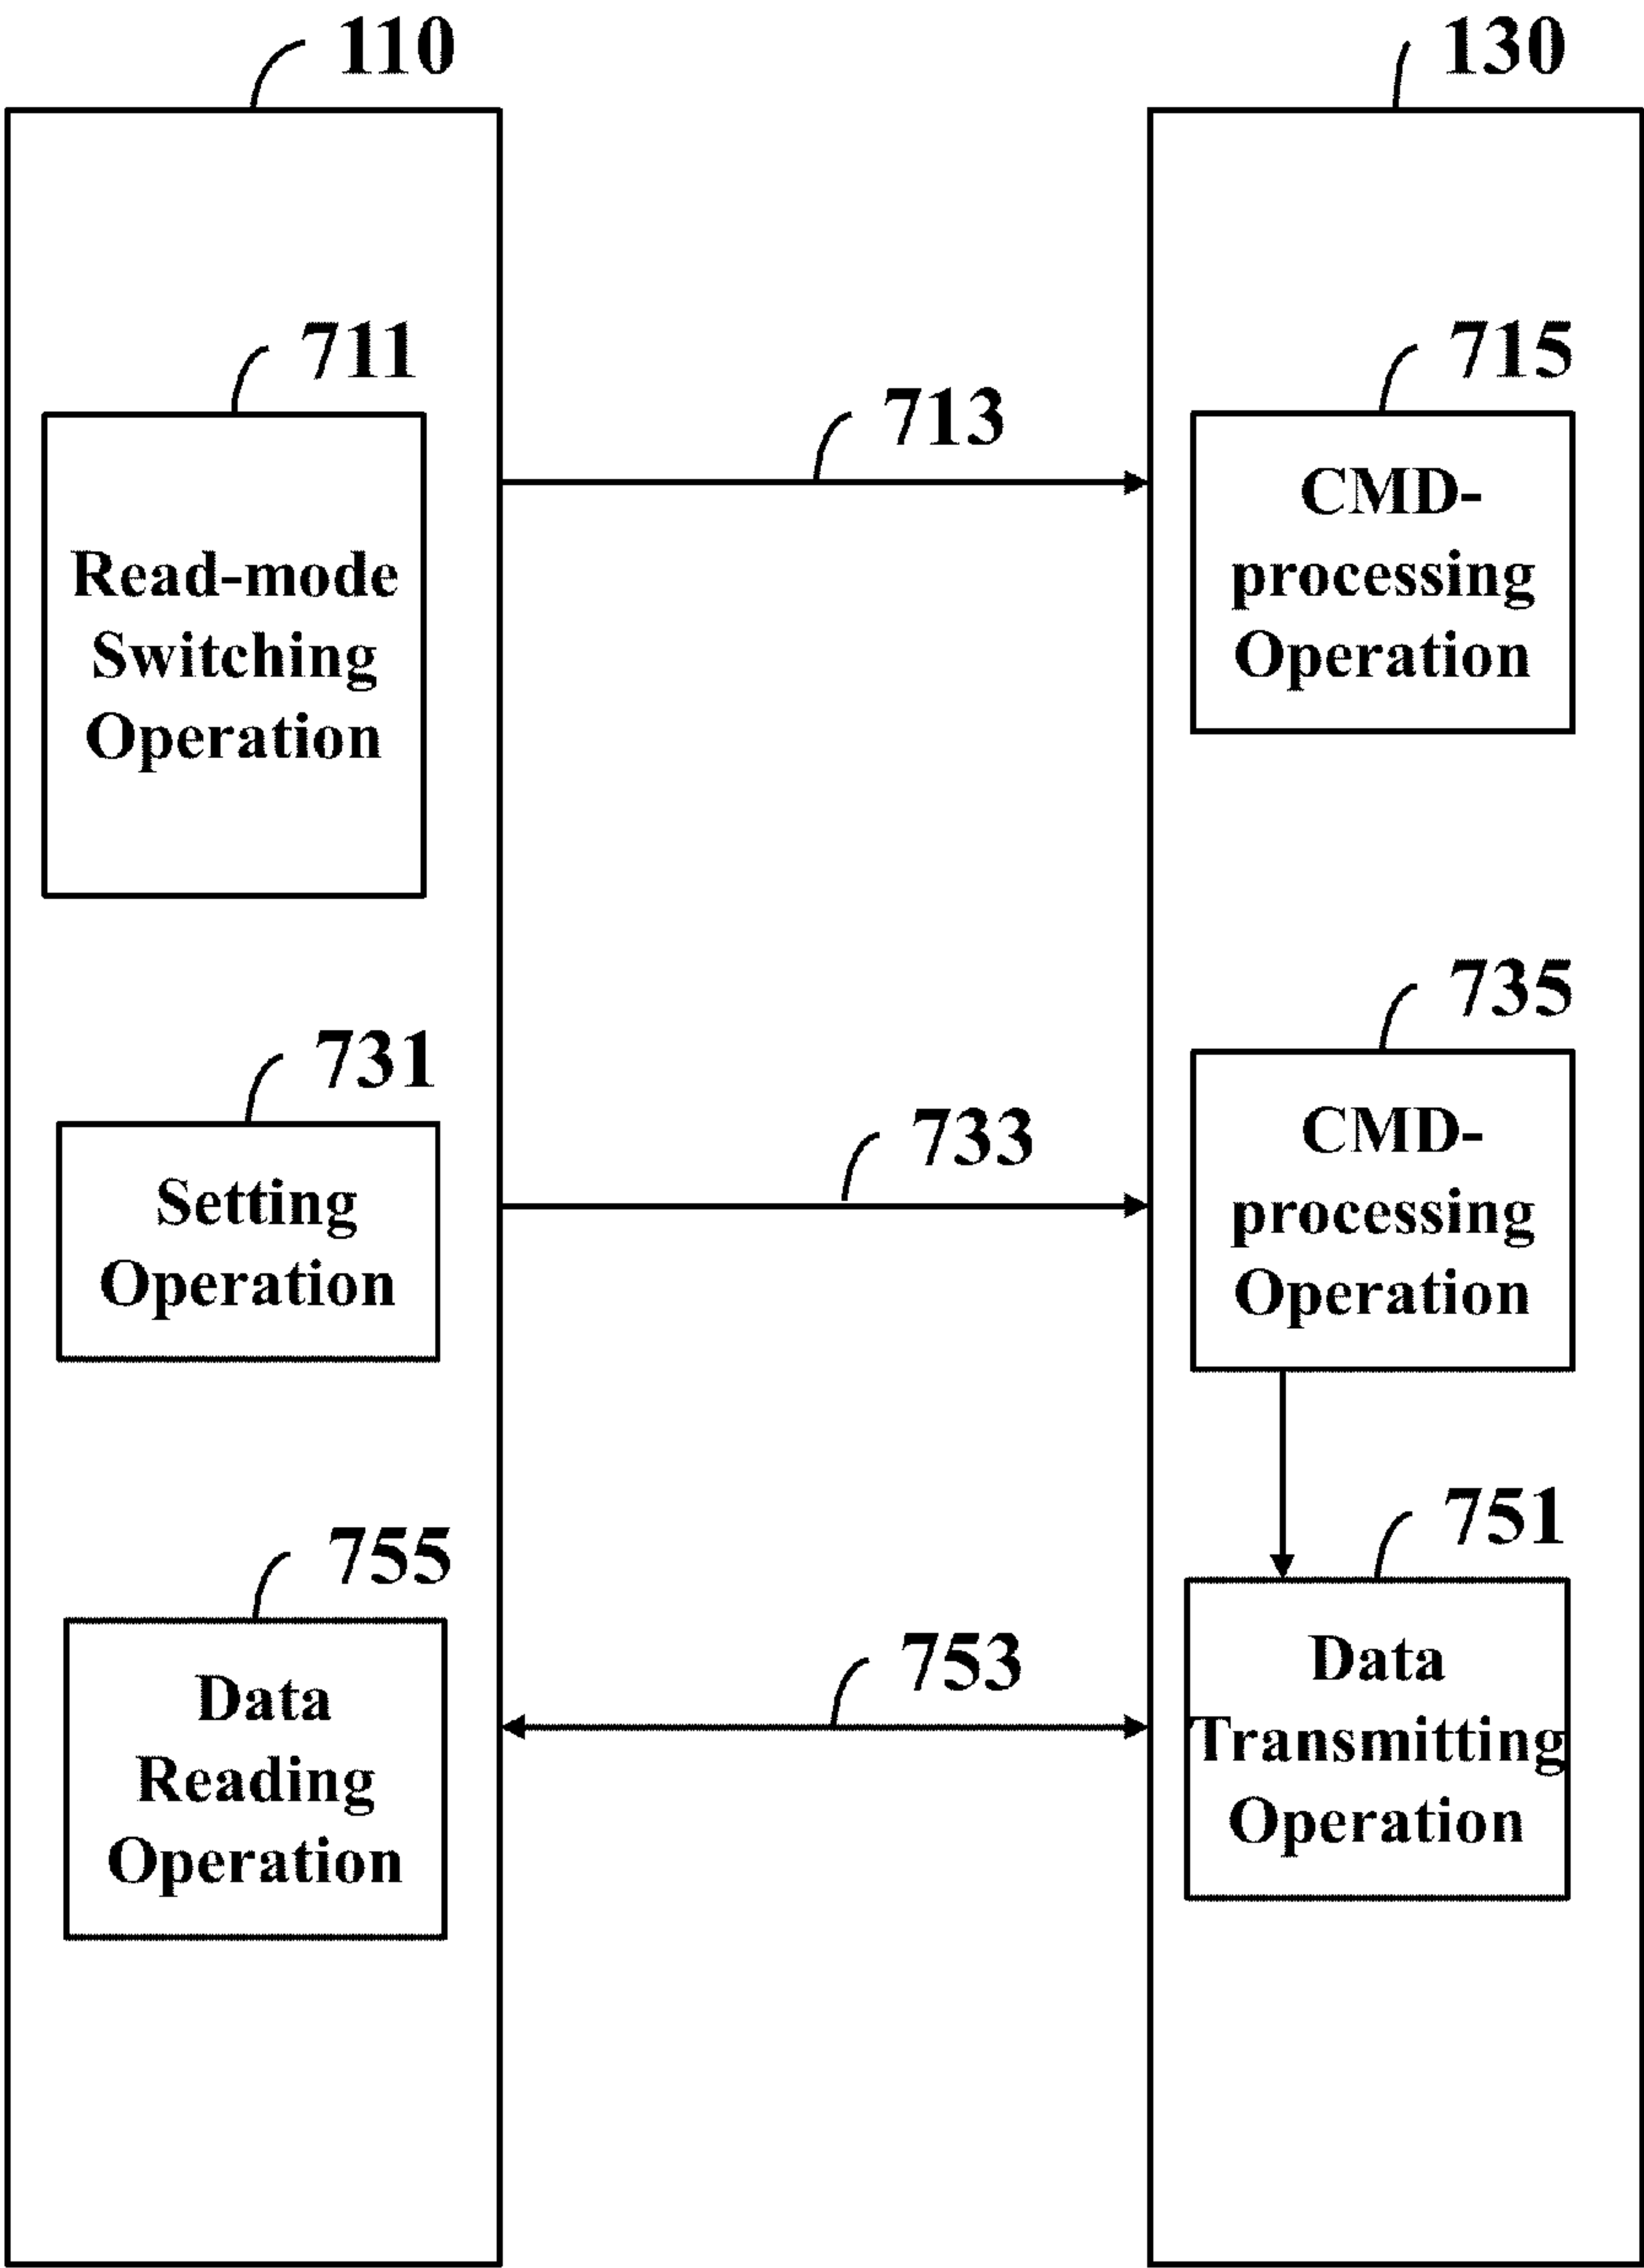 110
130
711
715
713
Read-mode
Switching
Operation
CMD-
processing
Operation
731
735
733
Setting
Operation
CMD-
processing
Operation
755
751
753
Data
Reading
Operation
Data
Transmitting
Operation